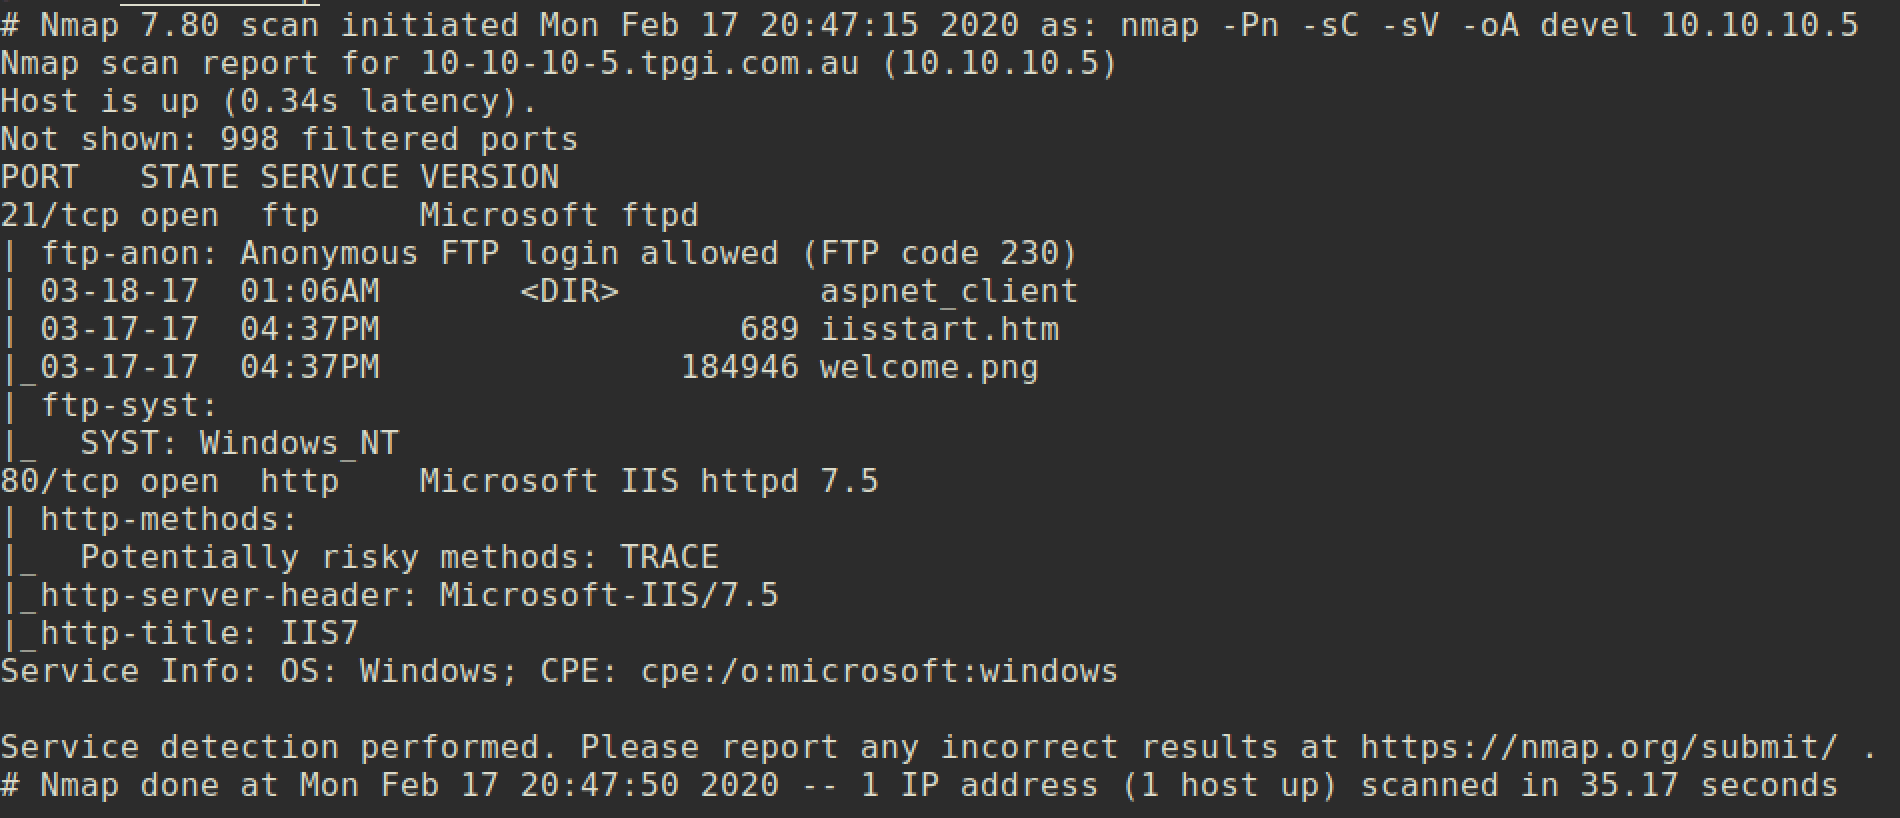 # Nmap 7.80 scan initiated Mon Feb 17 20:47:15 2020 as: nmap -Pn -sC -sV -oA devel 10.10.10.5
Nmap scan report for 10-10-10-5.tpgi.com.au (10.10.10.5)
Host is up (0.34s latency).
Not shown: 998 filtered ports
PORT   STATE SERVICE VERSION
21/tcp open  ftp     Microsoft ftpd
| ftp-anon: Anonymous FTP login allowed (FTP code 230)
| 03-18-17  01:06AM       <DIR>          aspnet_client
| 03-17-17  04:37PM                  689 iisstart.htm
|_03-17-17  04:37PM               184946 welcome.png
| ftp-syst:
|_  SYST: Windows_NT
80/tcp open  http    Microsoft IIS httpd 7.5
| http-methods:
|_  Potentially risky methods: TRACE
|_http-server-header: Microsoft-IIS/7.5
|_http-title: IIS7
Service Info: OS: Windows; CPE: cpe:/o:microsoft:windows

Service detection performed. Please report any incorrect results at https://nmap.org/submit/ .
# Nmap done at Mon Feb 17 20:47:50 2020 -- 1 IP address (1 host up) scanned in 35.17 seconds